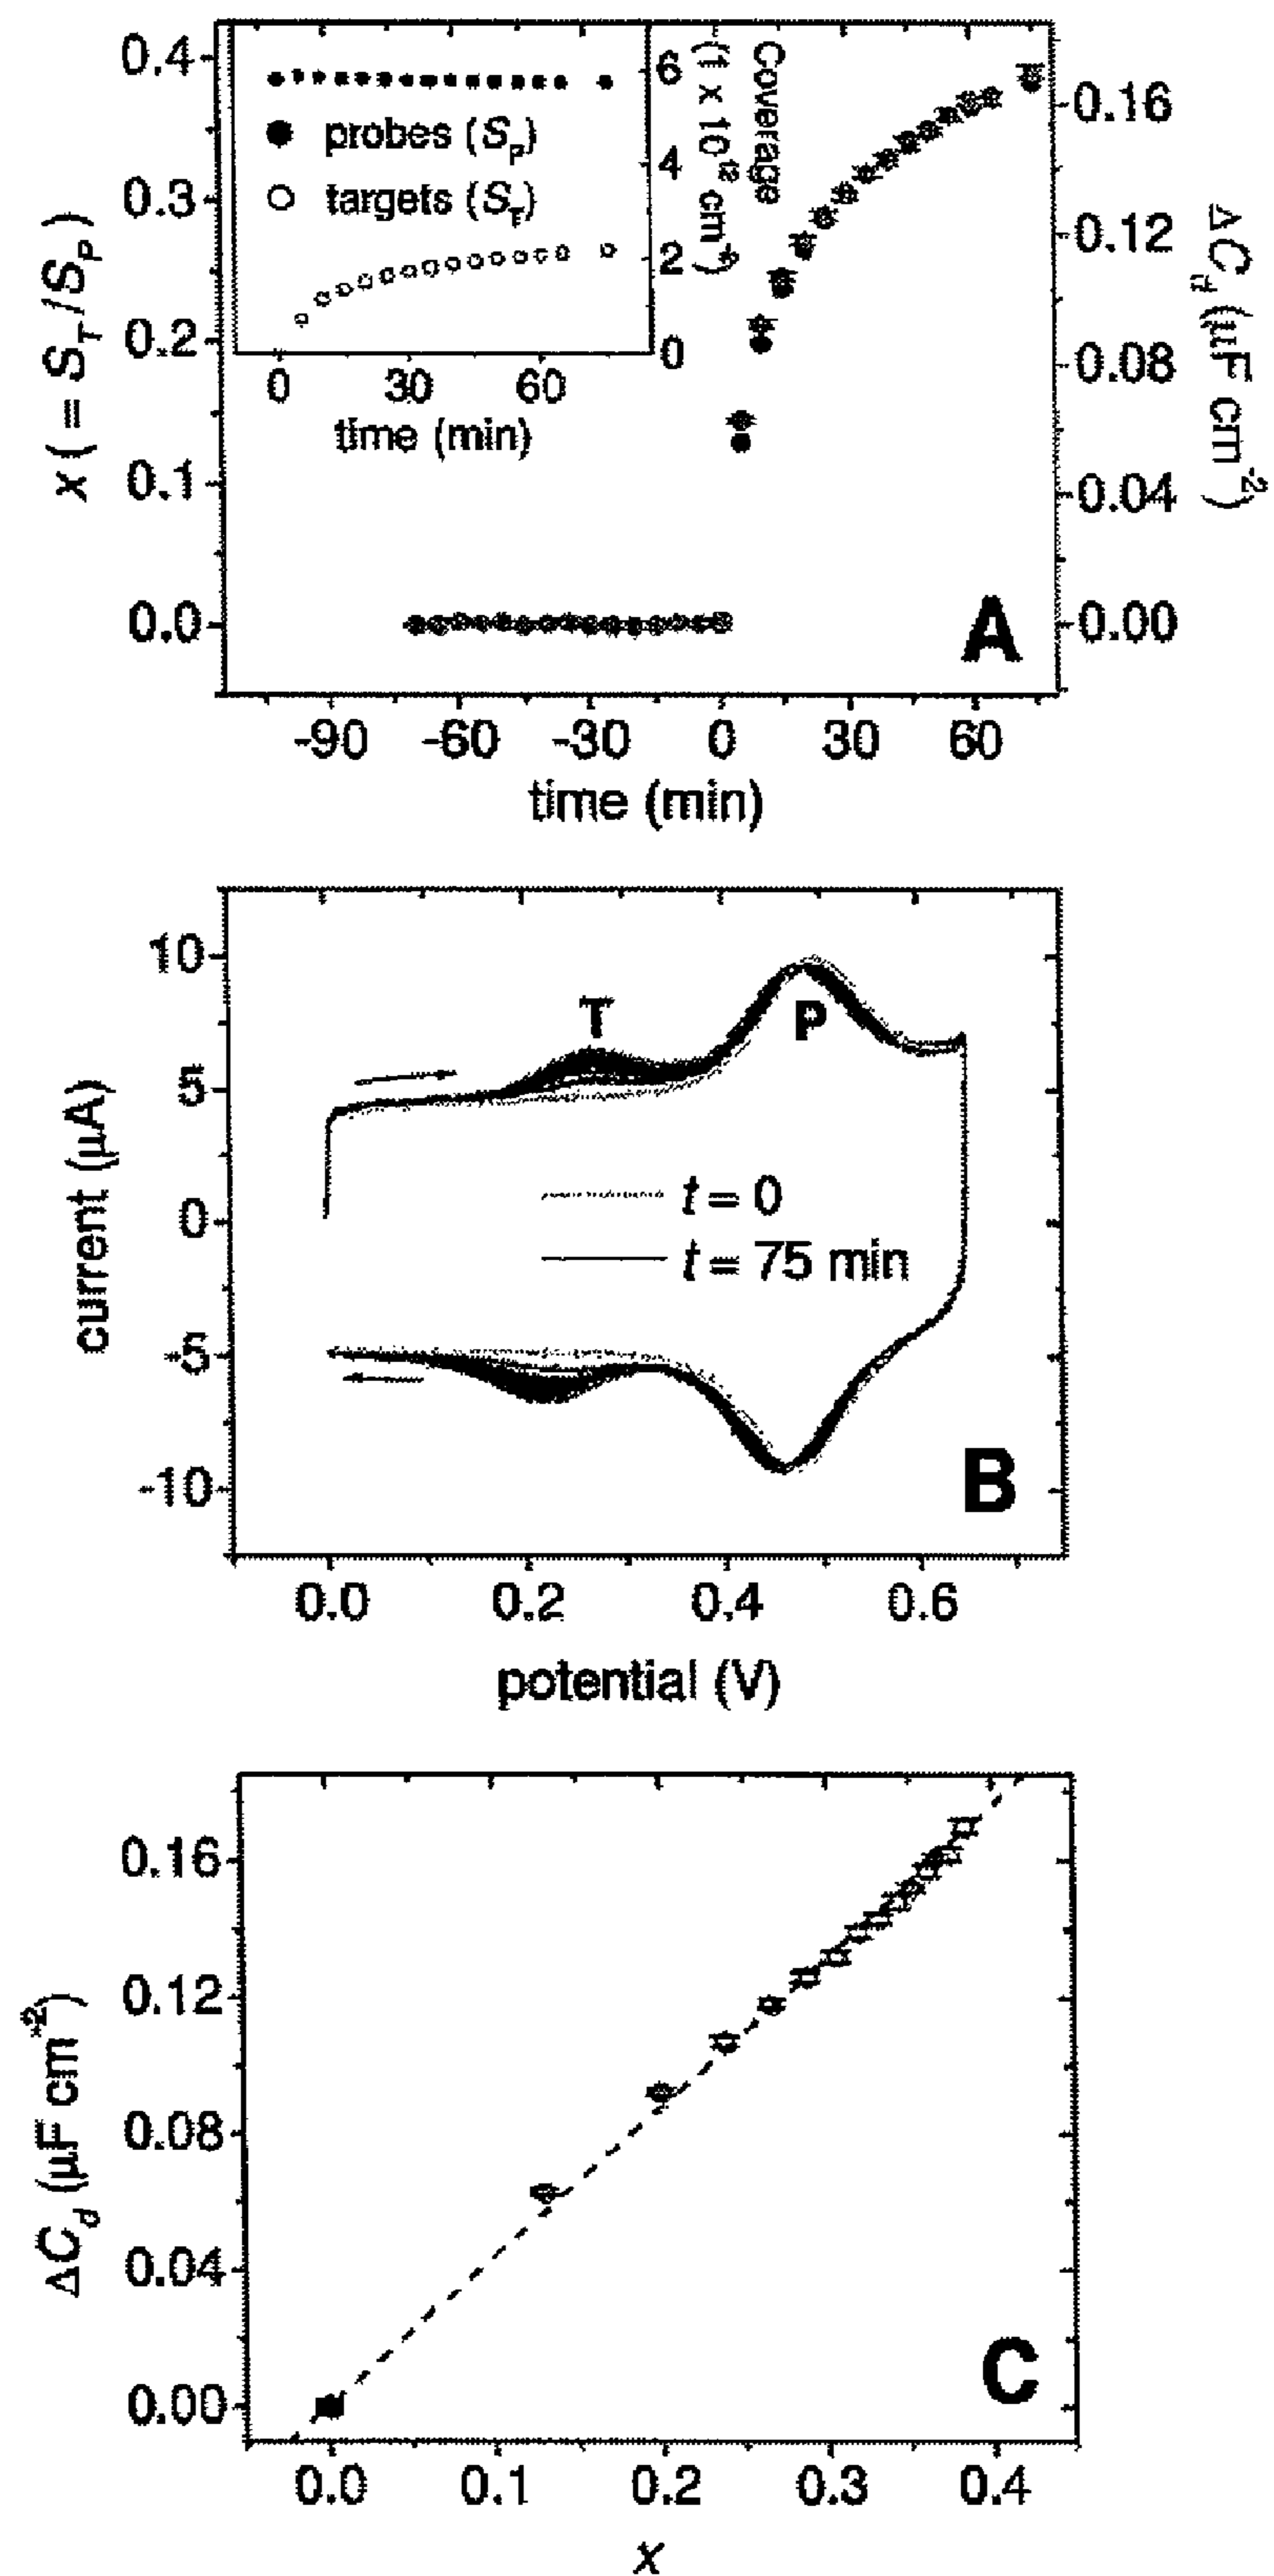 0.4
0.3
0.2
0.1
0.0
x ( = S_T /S_P )
probes (S_P)
targets (S_T)
6
4
2
0
Coverage
(1 x 10^12 cm^-2)
0 30 60
time (min)
0.16
0.12
0.08
0.04
0.00
ΔC_d (µF cm^-2)
A
-90 -60 -30 0 30 60
time (min)
10
5
0
-5
-10
current (µA)
T
P
t = 0
t = 75 min
B
0.0 0.2 0.4 0.6
potential (V)
0.16
0.12
0.08
0.04
0.00
ΔC_d (µF cm^-2)
C
0.0 0.1 0.2 0.3 0.4
x